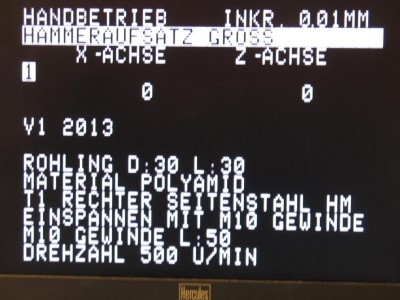 HANDBETRIEB INKR. 0.01MM
HAMMERAUFSATZ GROSS
X-ACHSE Z-ACHSE
1
0 0
V1 2013
ROHLING D:30 L:30
MATERIAL POLYAMID
T1 RECHTER SEITENSTAHL HM
EINSPANNEN MIT M10 GEWINDE
M10 GEWINDE L:50
DREHZAHL 500 U/MIN
Hercules